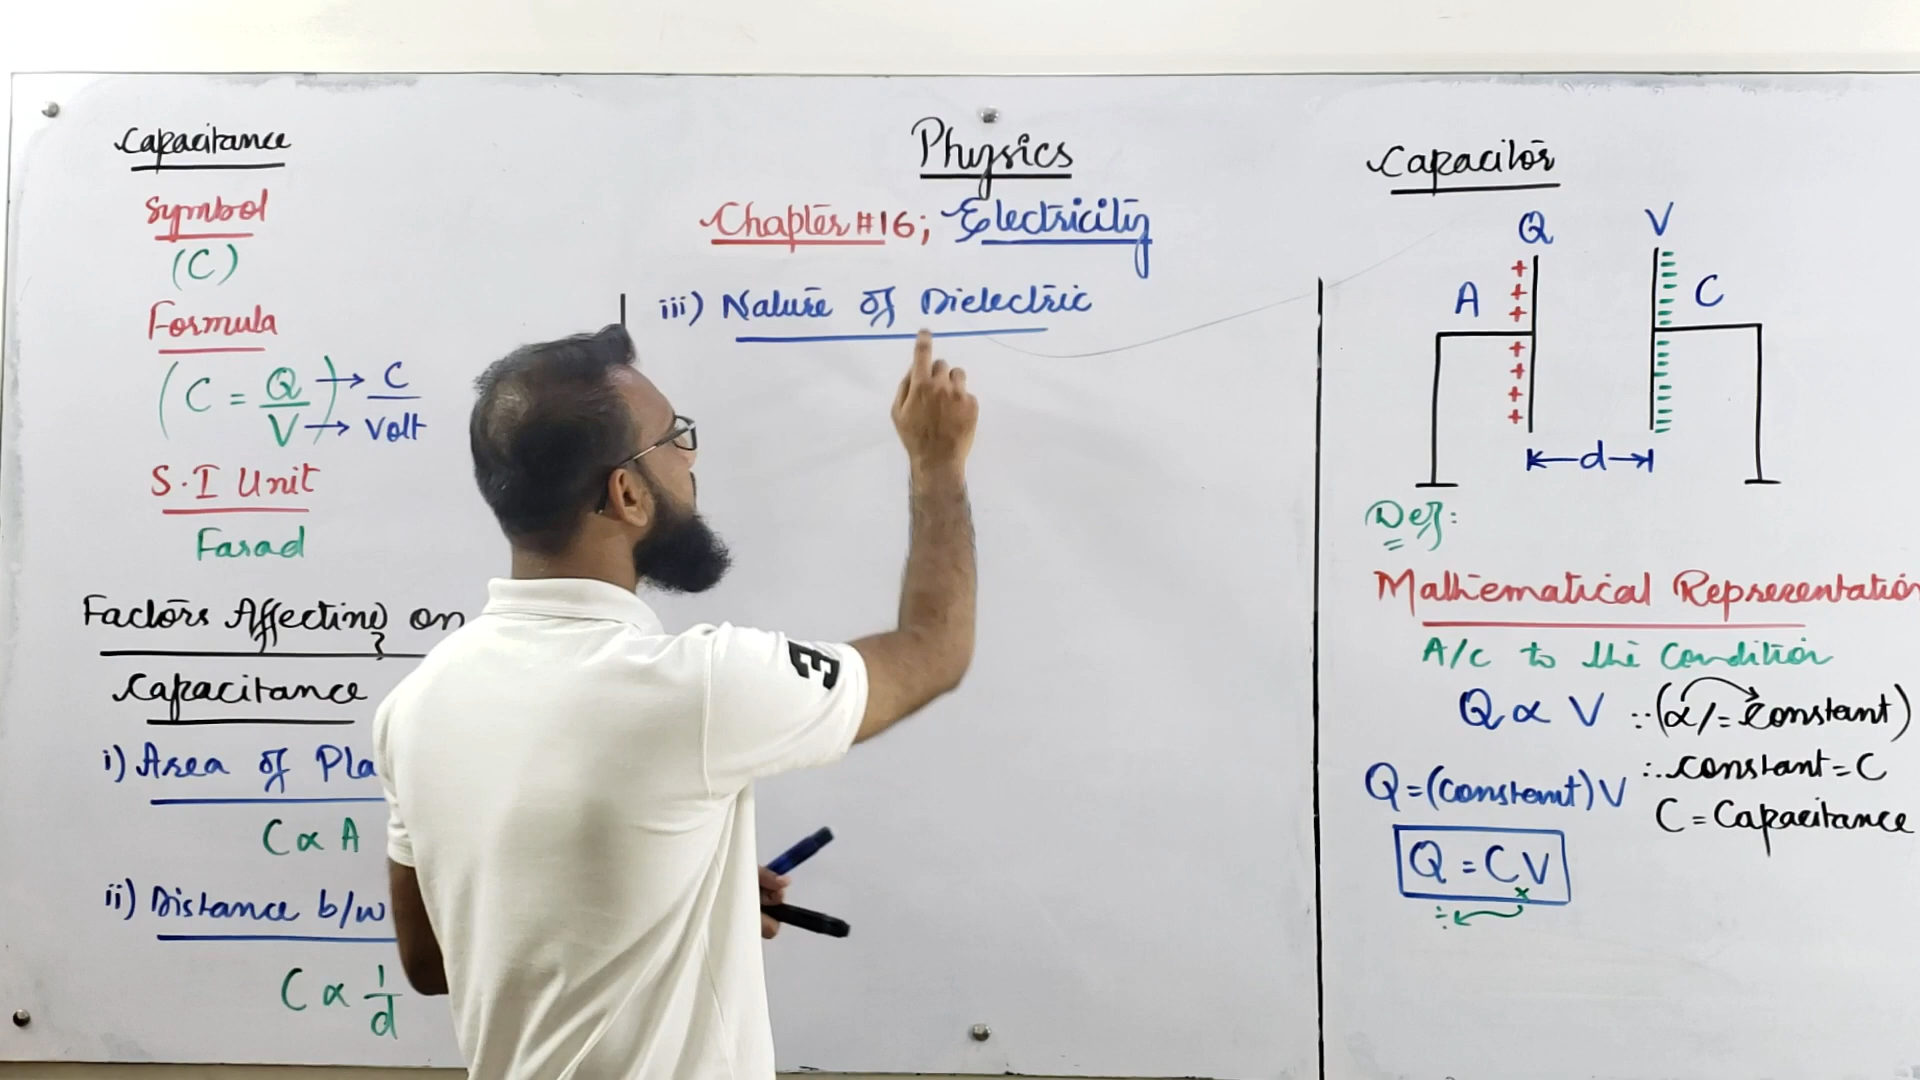 Capacitance
Symbol
(C)
Formula
(C = Q/V) → C
→ Volt
S.I Unit
Farad
Factors Affecting on
Capacitance
i) Area of Pla
C ∝ A
ii) Distance b/w
C ∝ 1/d
Physics
Chapter #16; Electricity
iii) Nature of Dielectric
3
Capacitor
Q V
A C
+ + + + + + +
d
Def:
Mathematical Representation
A/c to the Condition
Q ∝ V ∵ (∝/= constant)
Q = (constant) V ∴ constant = C
C = Capacitance
Q = CV
x
÷